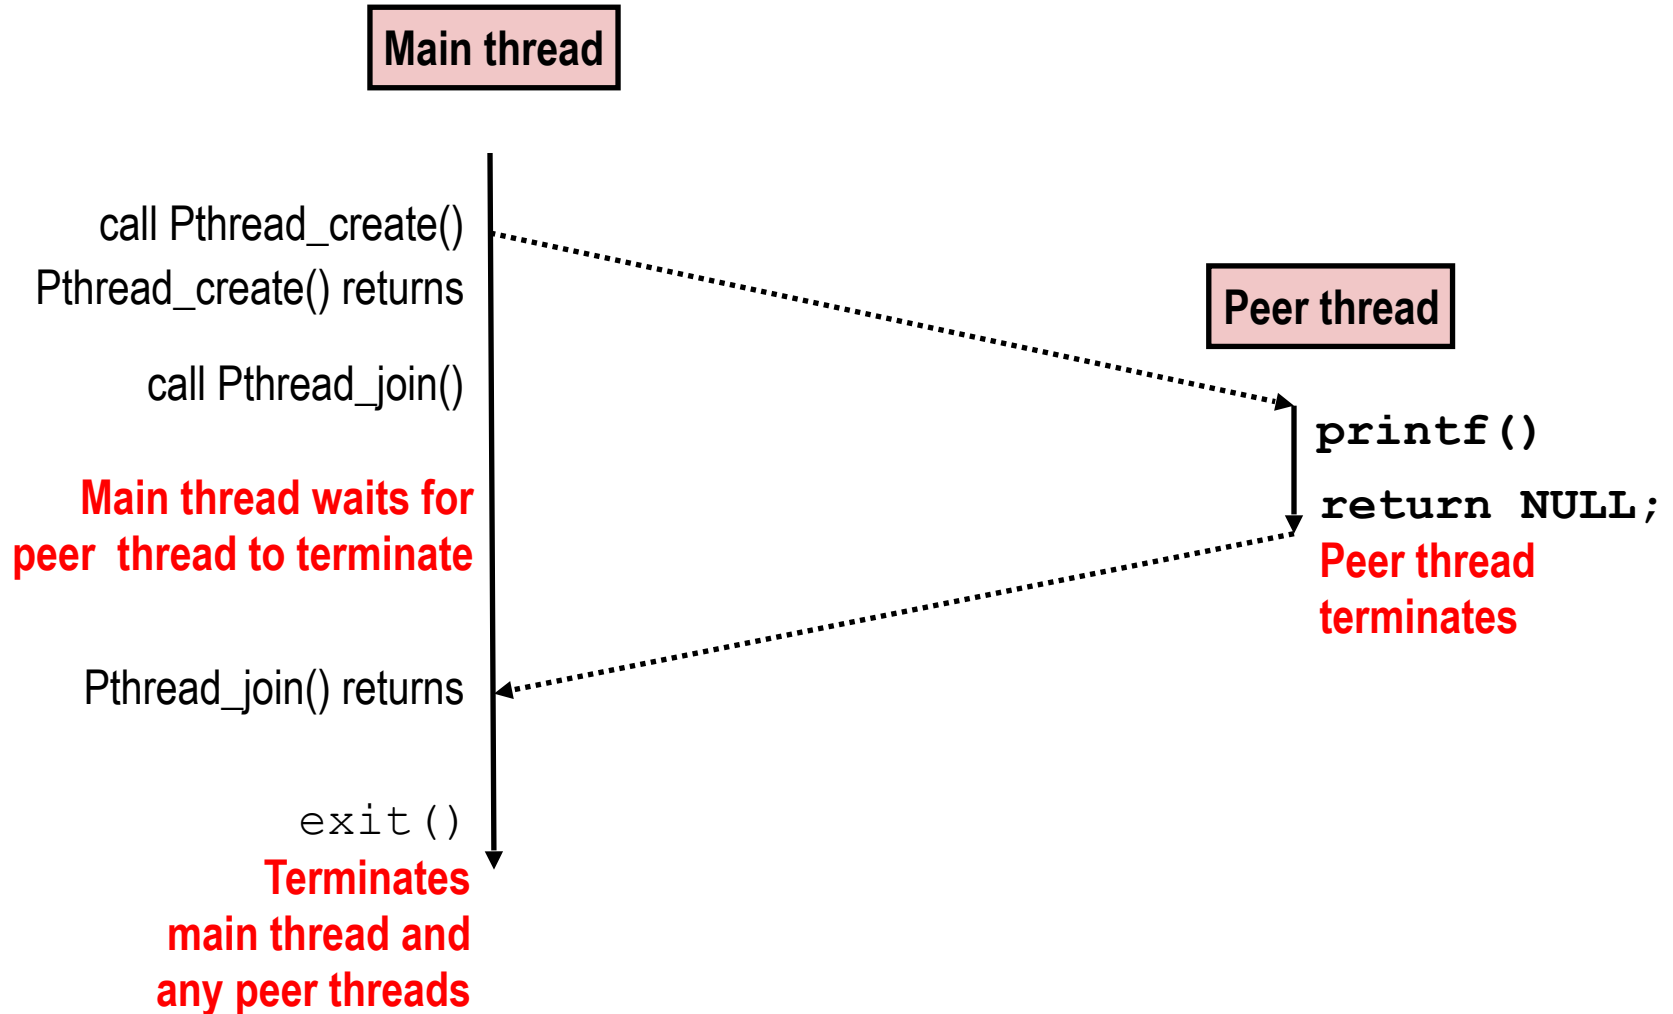 Main thread
call Pthread_create()
Pthread_create() returns
Peer thread
call Pthread_join()
printf()
Main thread waits for
peer  thread to terminate
return NULL;
Peer thread
terminates
Pthread_join() returns
exit()
Terminates
main thread and
any peer threads